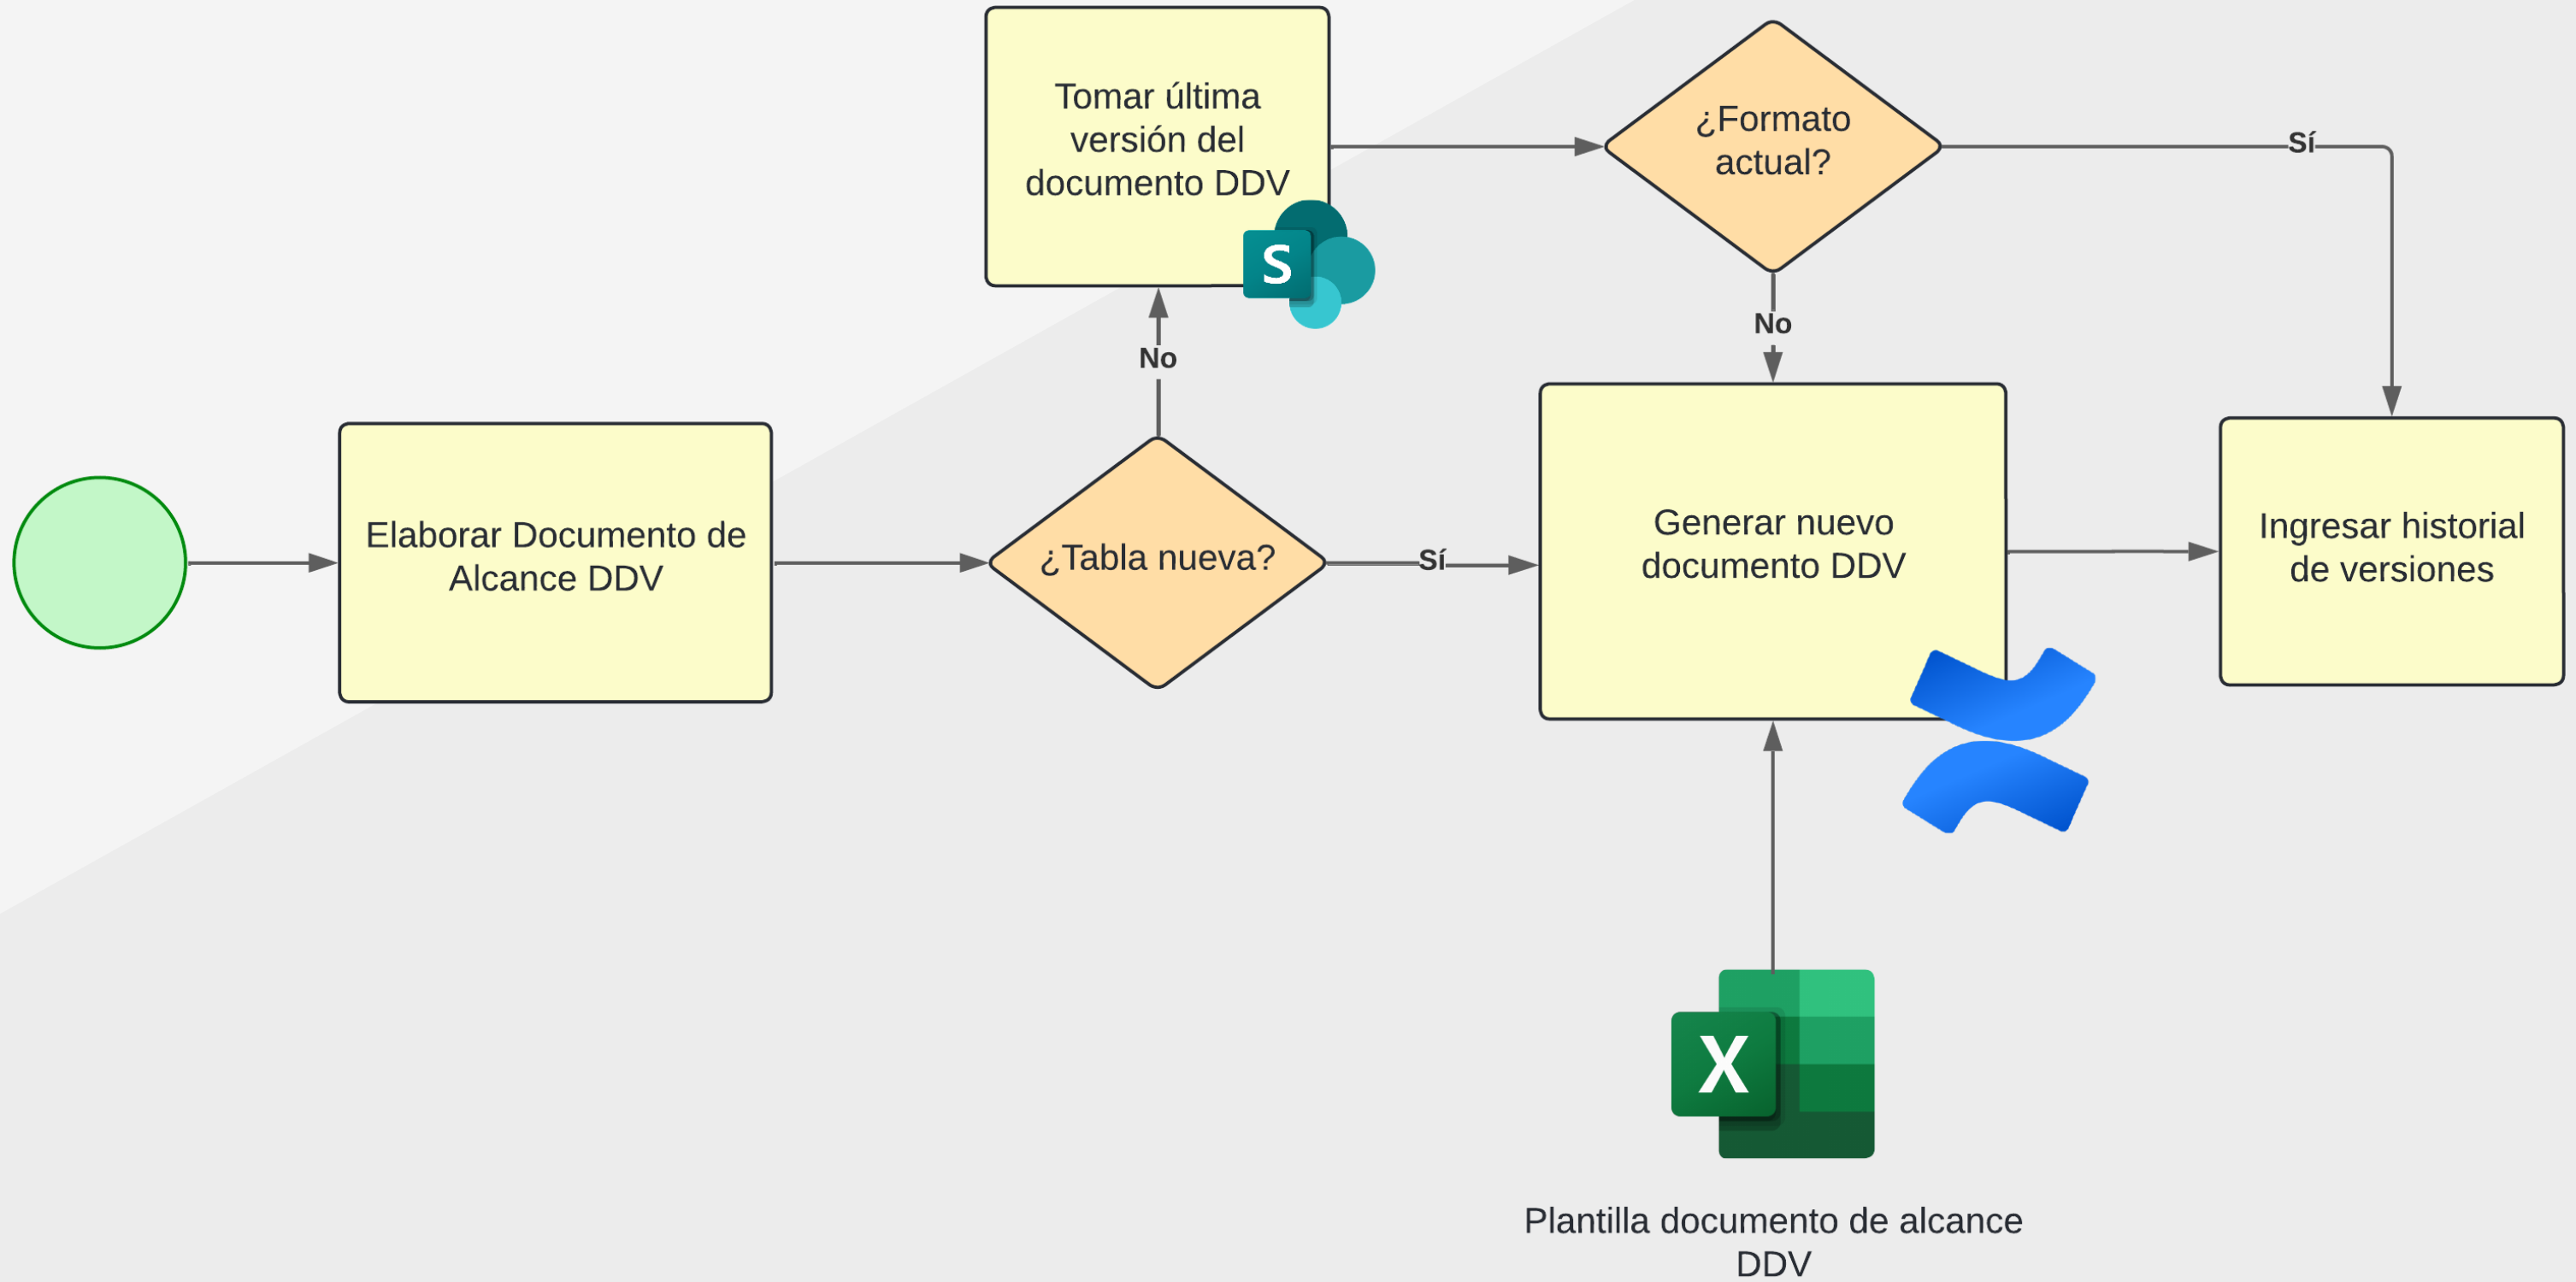 Tomar última
versión del
documento DDV
S
¿Formato
actual?
Sí
No
No
Elaborar Documento de
Alcance DDV
¿Tabla nueva?
Sí
Generar nuevo
documento DDV
Ingresar historial
de versiones
X
Plantilla documento de alcance
DDV